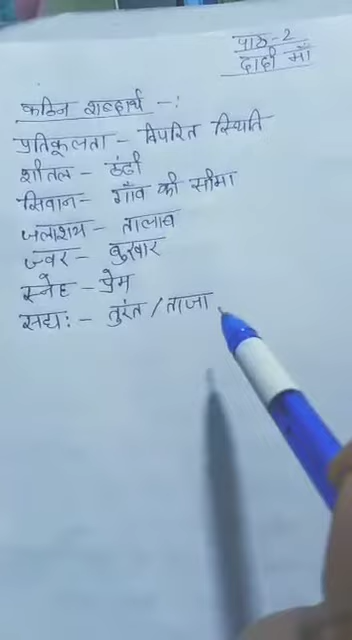 पाठ-2
दादी माँ
कठिन शब्दार्थ -:
प्रतिकूलता - विपरित स्थिति
शीतल - ठंडी
सिवान - गाँव की सीमा
जलाशय - तालाब
ज्वर - बुखार
स्नेह - प्रेम
सद्य: - तुरंत / ताजा